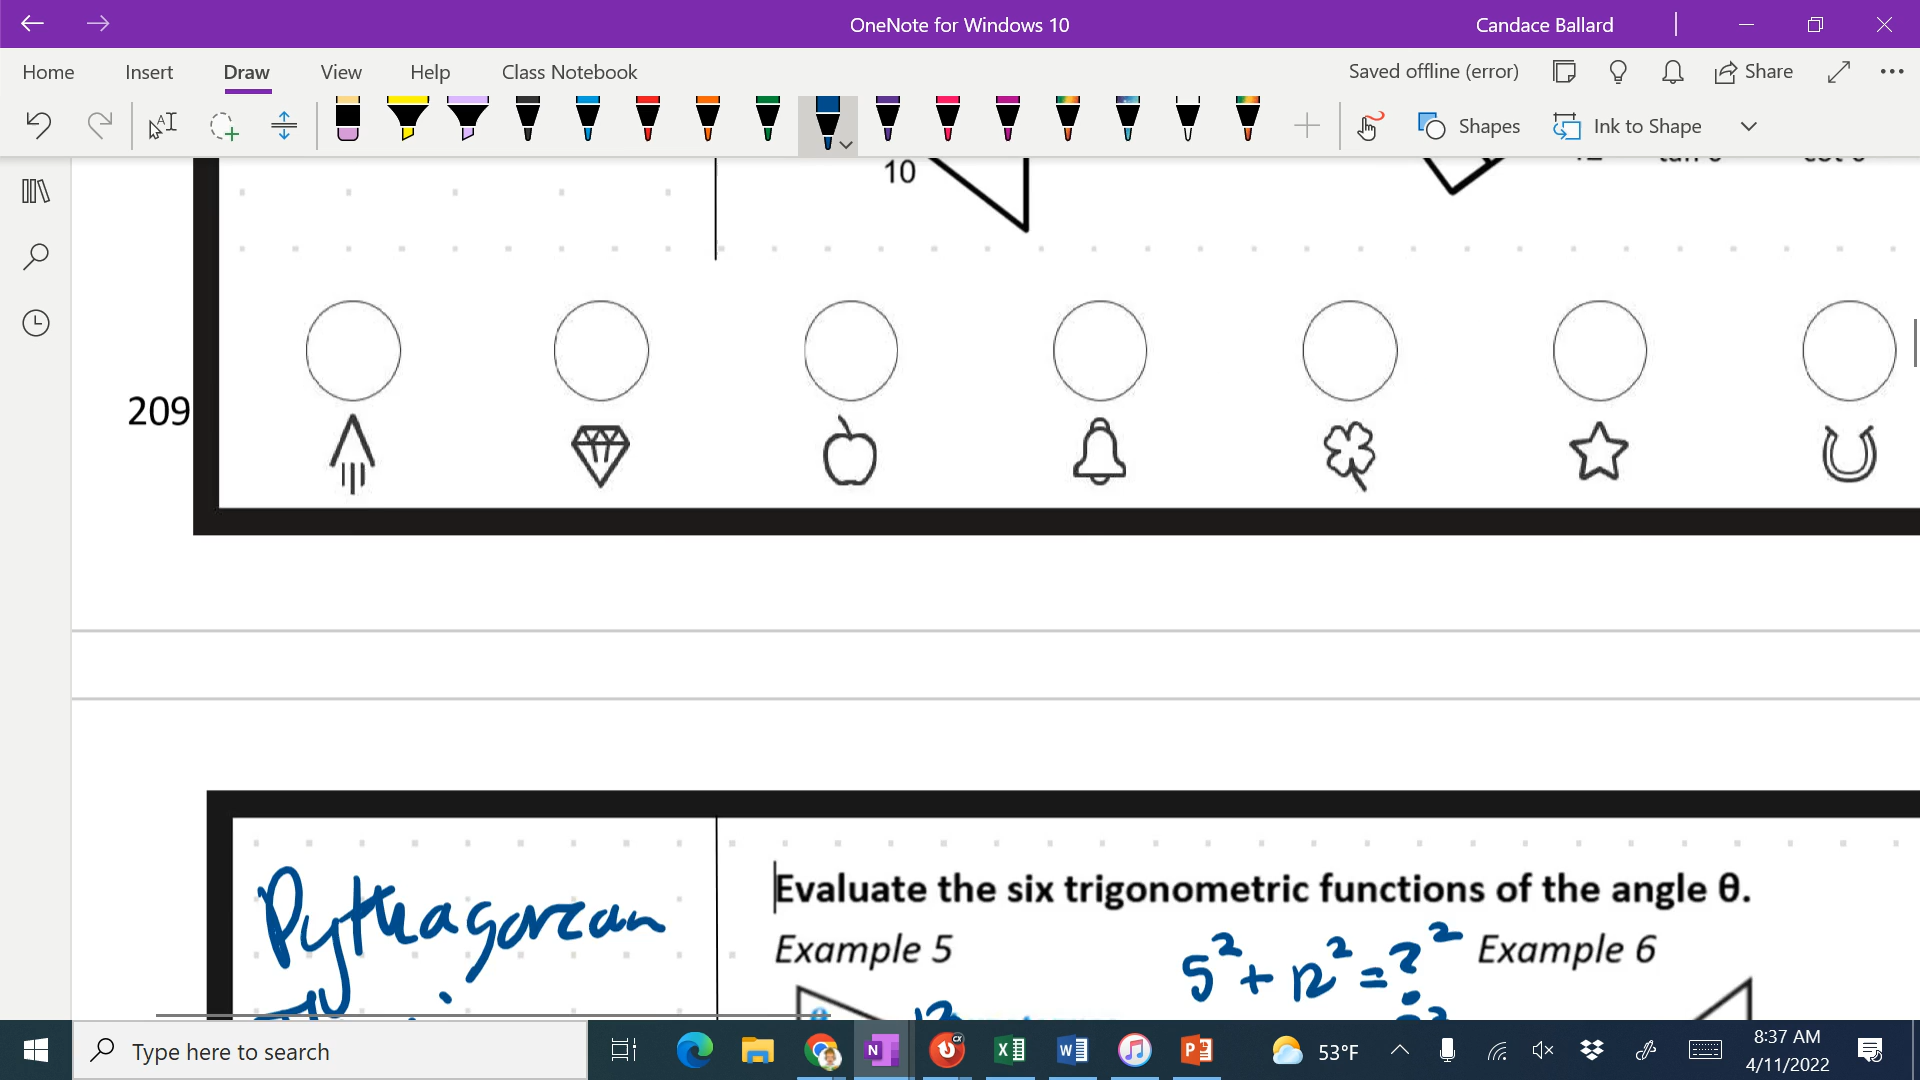 OneNote for Windows 10
Candace Ballard
Home Insert Draw View Help Class Notebook
Saved offline (error)
Share
Shapes
Ink to Shape
10
209
Pythagorean
Evaluate the six trigonometric functions of the angle θ.
Example 5
5² + 12² = ?²
Example 6
θ
13
Type here to search
53°F
8:37 AM
4/11/2022